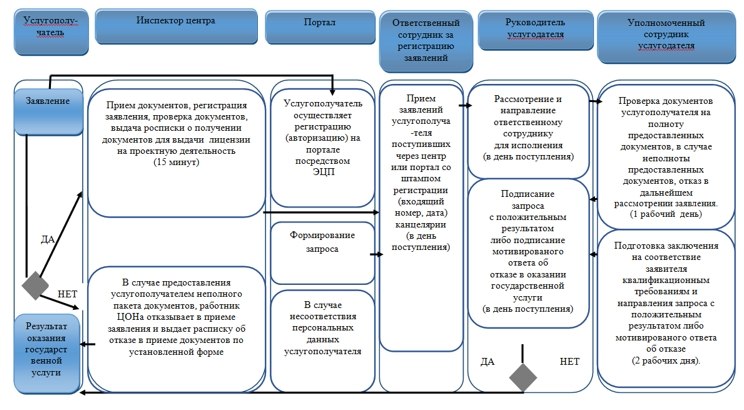 Услугополу-
чатель
Инспектор центра
Портал
Ответственный
сотрудник за
регистрацию
заявлений
Руководитель
услугодателя
Уполномоченный
сотрудник
услугодателя
Заявление
ДА
НЕТ
Результат
оказания
государст
венной
услуги
Прием документов, регистрация
заявления, проверка документов,
выдача росписки о получении
документов для выдачи лицензии
на проектную деятельность
(15 минут)
В случае предоставления
услугополучателем неполного
пакета документов, работник
ЦОНа отказывает в приеме
заявления и выдает расписку об
отказе в приеме документов по
установленной форме
Услугополучатель
осуществляет
регистрацию
(авторизацию) на
портале
посредством
ЭЦП
Формирование
запроса
В случае
несоответствия
персональных
данных
услугополучателя
Прием
заявлений
услугополуча
-теля
поступивших
через центр
или портал со
штампом
регистрации
(входящий
номер, дата)
канцелярии
(в день
поступления)
Рассмотрение и
направление
ответственному
сотруднику
для исполнения
(в день поступления)
Подписание
запроса
с положительным
результатом
либо подписание
мотивированного
ответа об
отказе в оказании
государственной
услуги
(в день поступления)
ДА
НЕТ
Проверка документов
услугополучателя на
полноту
предоставленных
документов, в случае
неполноты
предоставленных
документов, отказ в
дальнейшем
рассмотрении заявления.
(1 рабочий день)
Подготовка заключения
на соответствие
заявителя
квалификационным
требованиям и
направления запроса с
положительным
результатом либо
мотивированного ответа
об отказе
(2 рабочих дня).